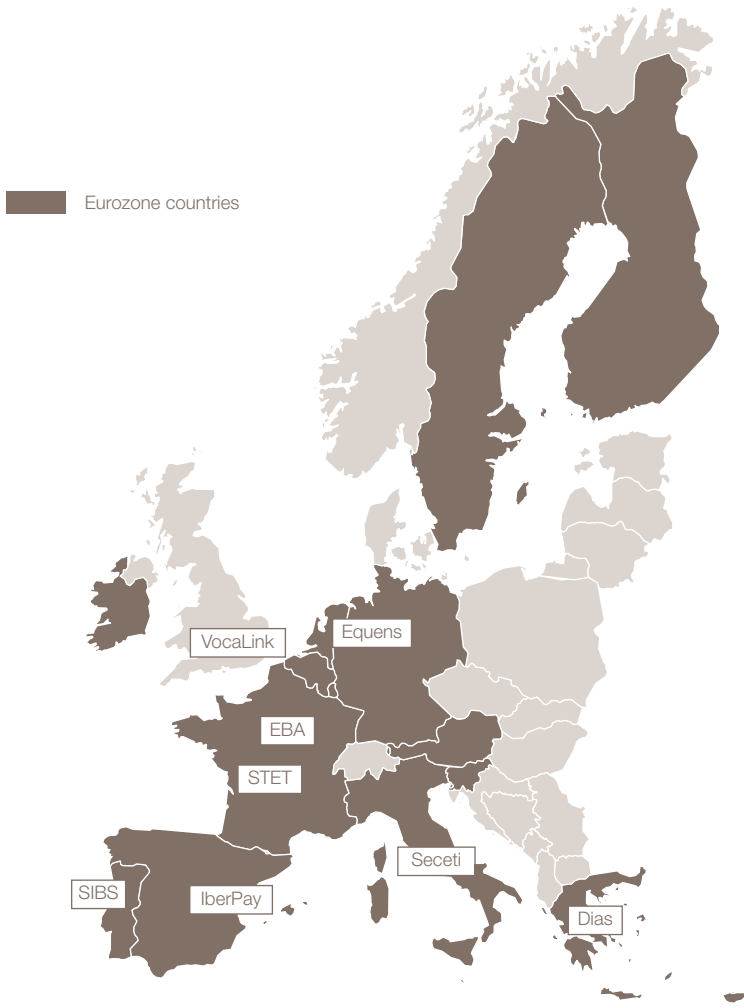 Eurozone countries
VocaLink
Equens
EBA
STET
Seceti
SIBS
IberPay
Dias